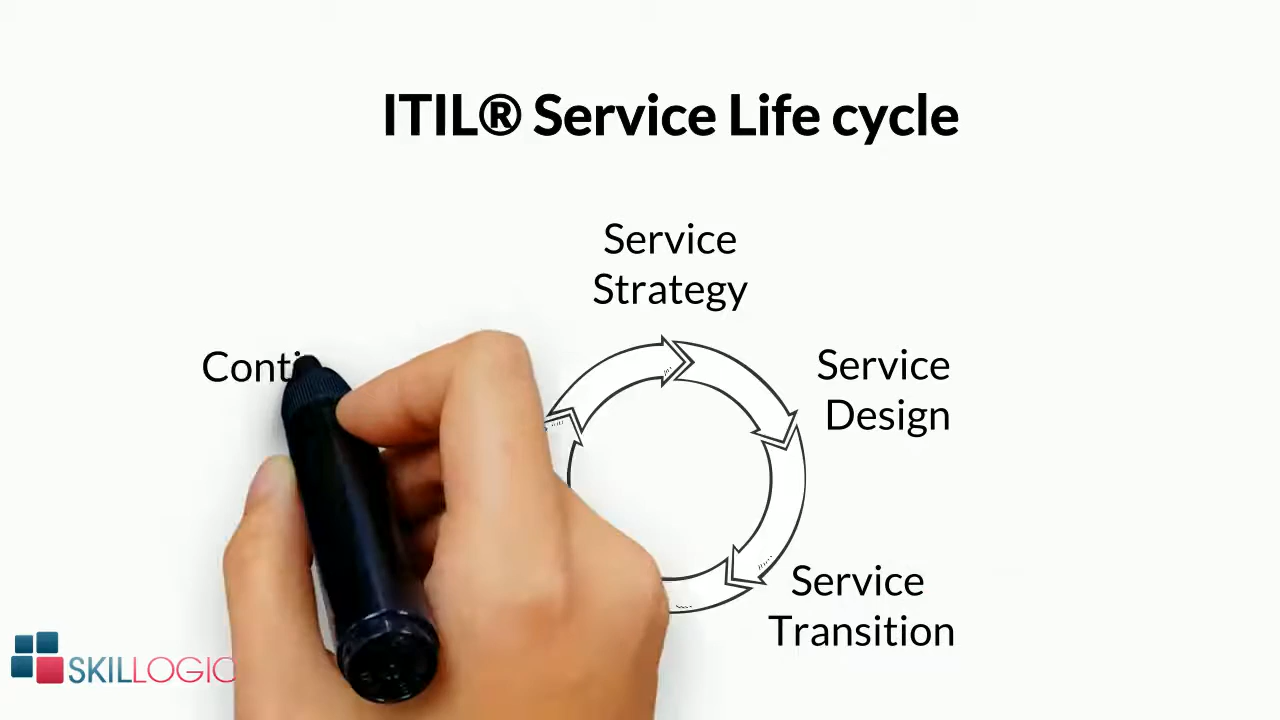 ITIL® Service Life cycle
Service
Strategy
Conti
Service
Design
Service
Transition
SKILLOGIC